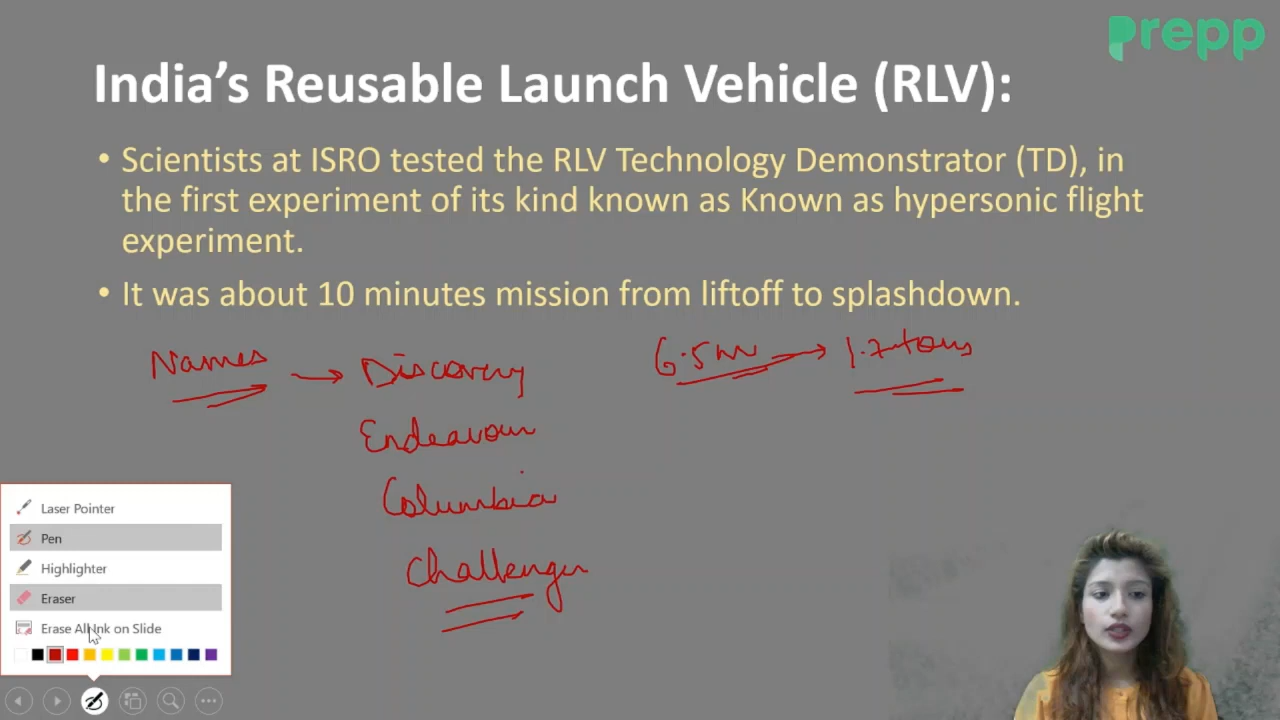 prepp
India's Reusable Launch Vehicle (RLV):
• Scientists at ISRO tested the RLV Technology Demonstrator (TD), in
the first experiment of its kind known as Known as hypersonic flight
experiment.
• It was about 10 minutes mission from liftoff to splashdown.
Names → Discovery
6.5m → 1.7 tons
Endeavour
Columbia
Challenger
Laser Pointer
Pen
Highlighter
Eraser
Erase All Ink on Slide